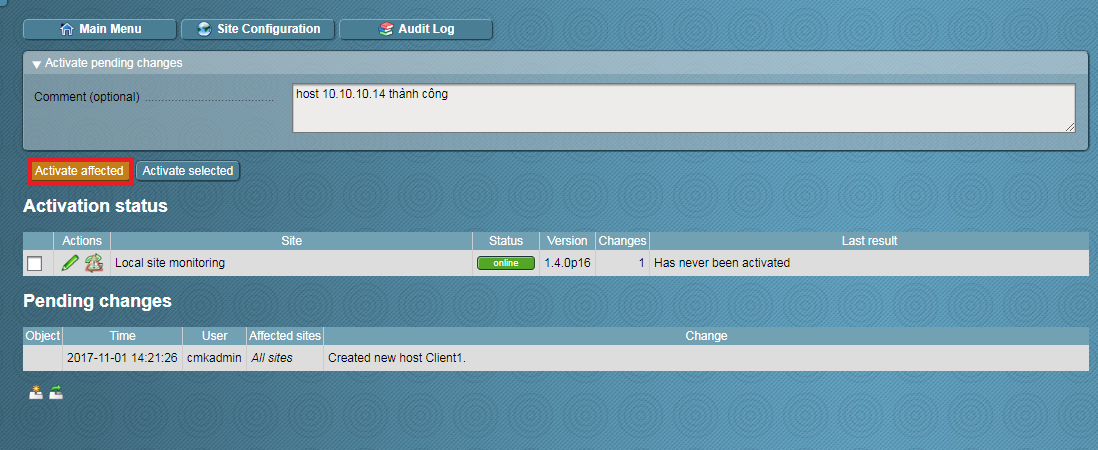 Main Menu Site Configuration Audit Log
Activate pending changes
Comment (optional) host 10.10.10.14 thành công
Activate affected Activate selected
Activation status
Actions Site Status Version Changes Last result
Local site monitoring online 1.4.0p16 1 Has never been activated
Pending changes
Object Time User Affected sites Change
2017-11-01 14:21:26 cmkadmin All sites Created new host Client1.